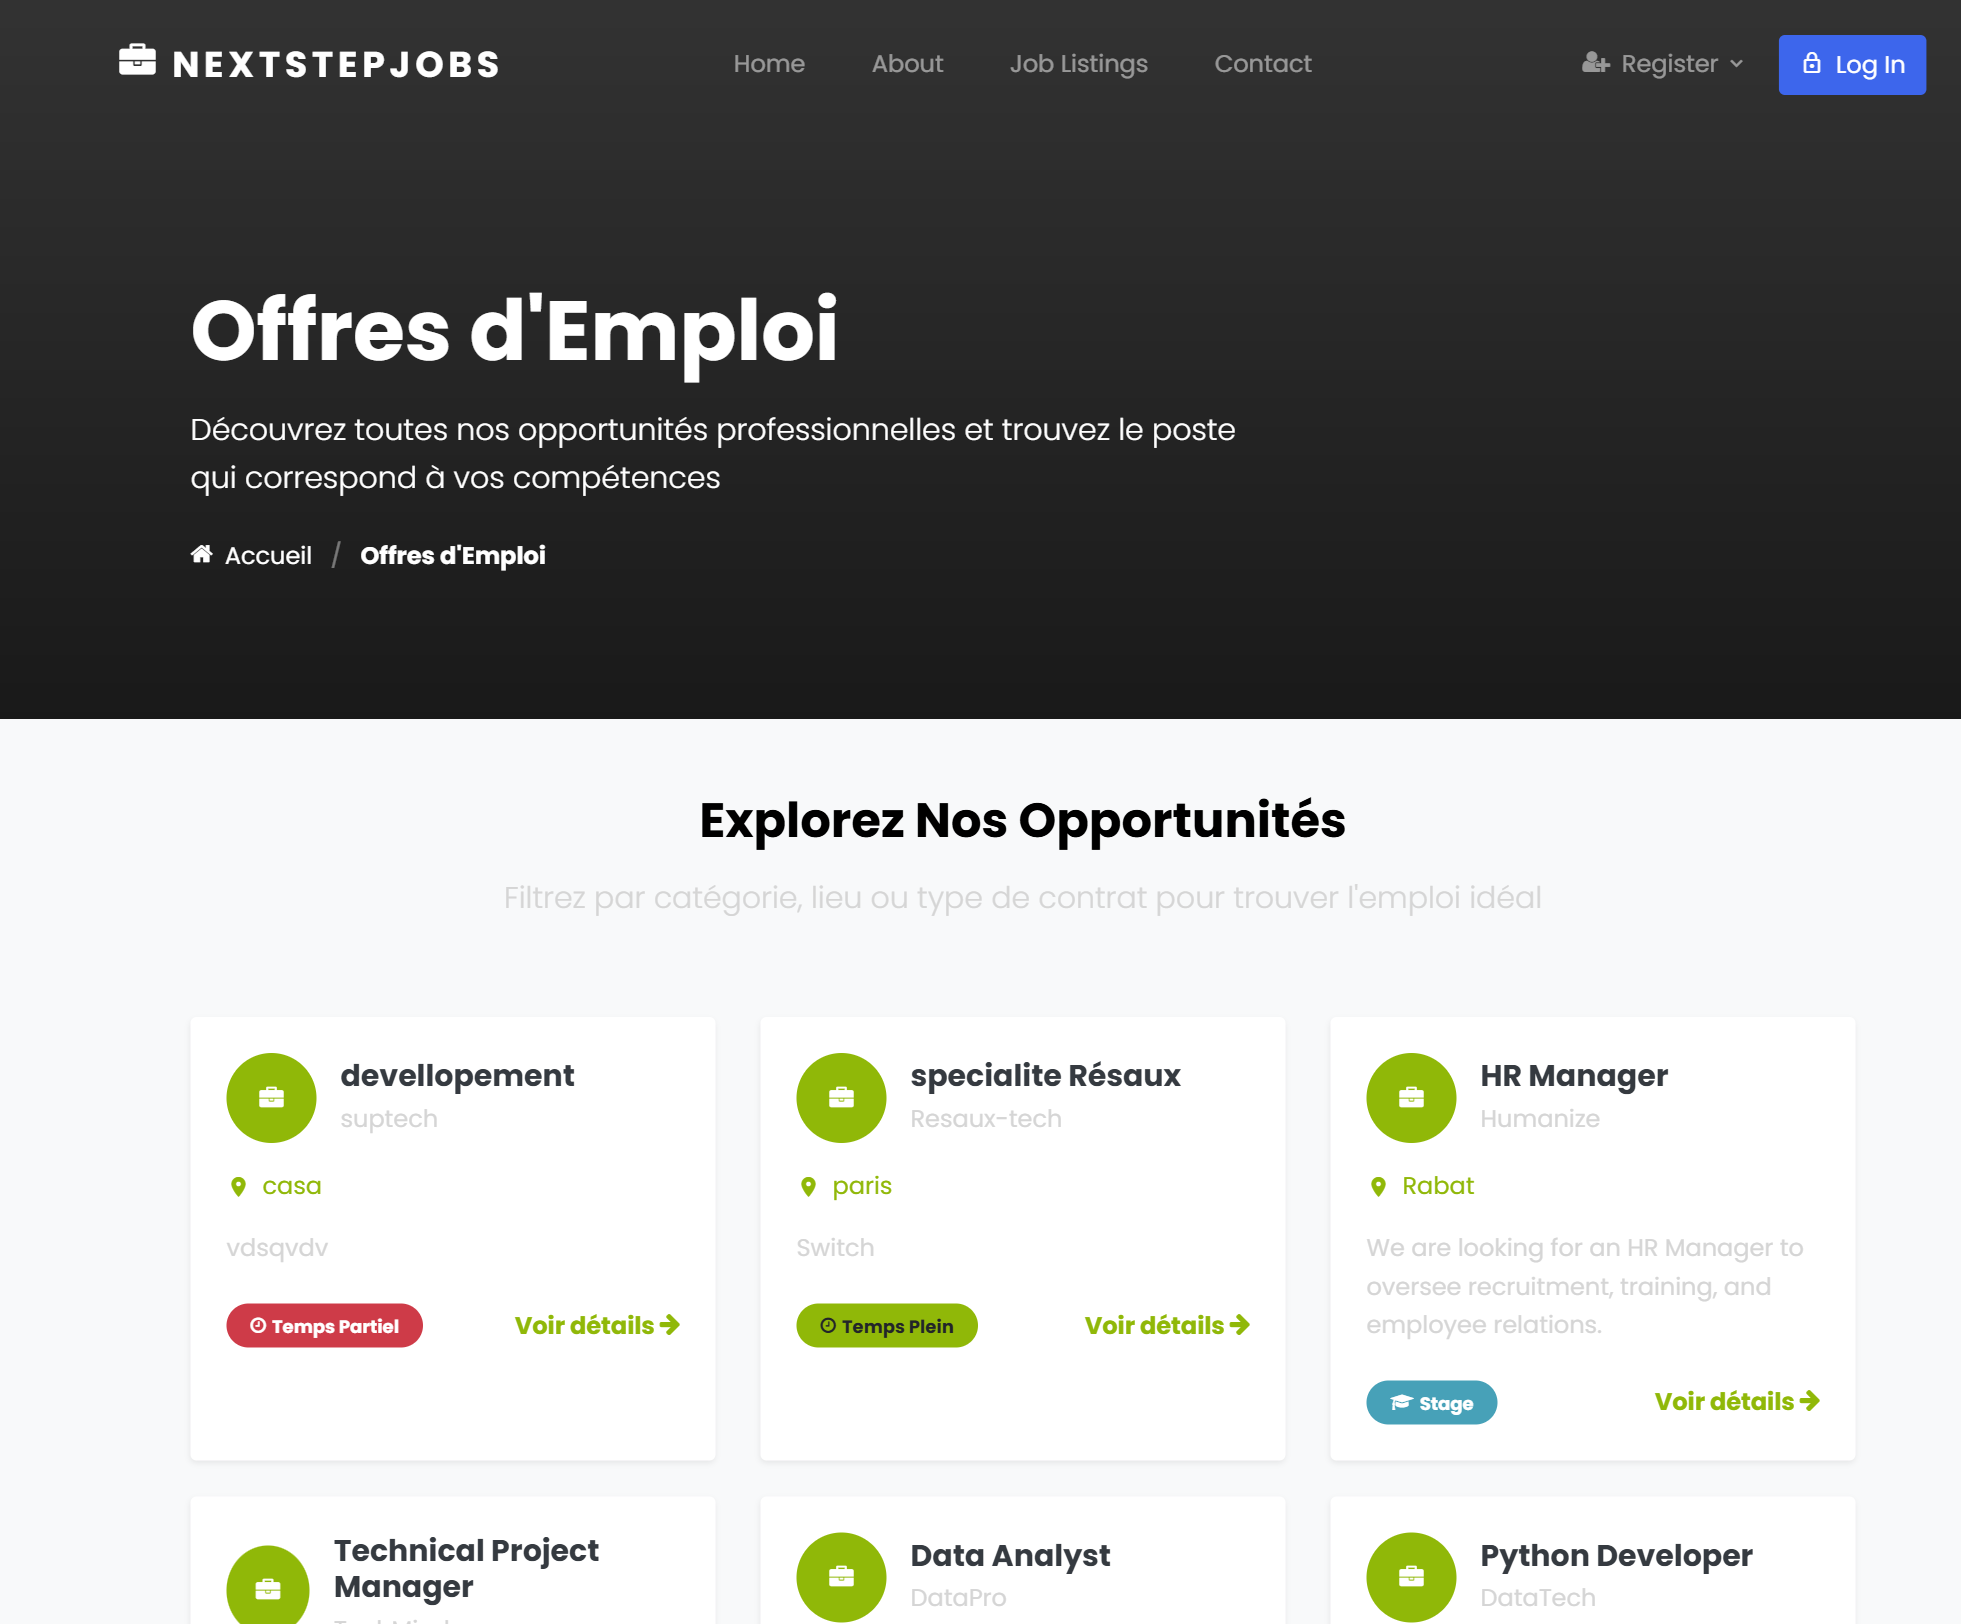 NEXTSTEPJOBS
Home
About
Job Listings
Contact
Register
Log In
Offres d'Emploi
Découvrez toutes nos opportunités professionnelles et trouvez le poste
qui correspond à vos compétences
Accueil / Offres d'Emploi
Explorez Nos Opportunités
Filtrez par catégorie, lieu ou type de contrat pour trouver l'emploi idéal
devellopement
suptech
casa
vdsqvdv
Temps Partiel
Voir détails
specialite Résaux
Resaux-tech
paris
Switch
Temps Plein
Voir détails
HR Manager
Humanize
Rabat
We are looking for an HR Manager to
oversee recruitment, training, and
employee relations.
Stage
Voir détails
Technical Project
Manager
Data Analyst
DataPro
Python Developer
DataTech